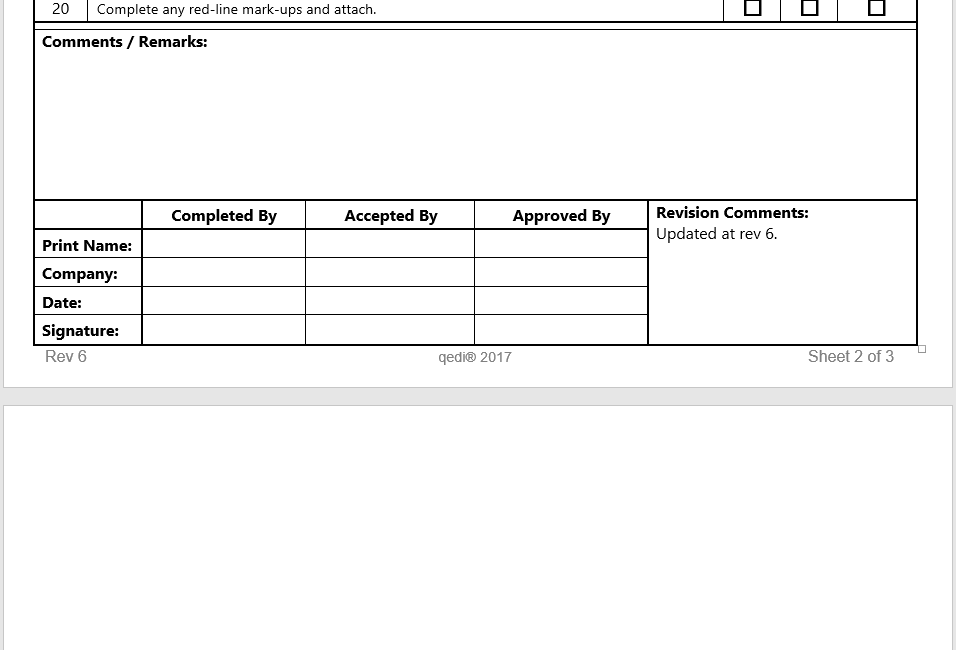 20 Complete any red-line mark-ups and attach.
Comments / Remarks:
Completed By Accepted By Approved By Revision Comments:
Updated at rev 6.
Print Name:
Company:
Date:
Signature:
Rev 6 qedi® 2017 Sheet 2 of 3